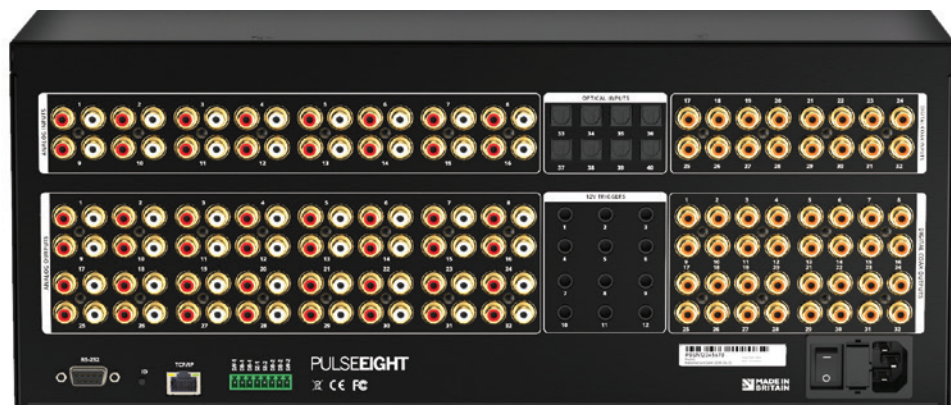 ANALOG INPUTS
1 2 3 4 5 6 7 8
9 10 11 12 13 14 15 16
OPTICAL INPUTS
33 34 35 36
37 38 39 40
17 18 19 20 21 22 23 24
25 26 27 28 29 30 31 32
ANALOG OUTPUTS
1 2 3 4 5 6 7 8
9 10 11 12 13 14 15 16
17 18 19 20 21 22 23 24
25 26 27 28 29 30 31 32
12V TRIGGERS
1 2 3
4 5 6
7 8 9
10 11 12
DIGITAL COAX OUTPUTS
1 2 3 4 5 6 7 8
9 10 11 12 13 14 15 16
17 18 19 20 21 22 23 24
25 26 27 28 29 30 31 32
RS-232
ID
TCP/IP
PULSEEIGHT
CE FC
MADE IN
BRITAIN